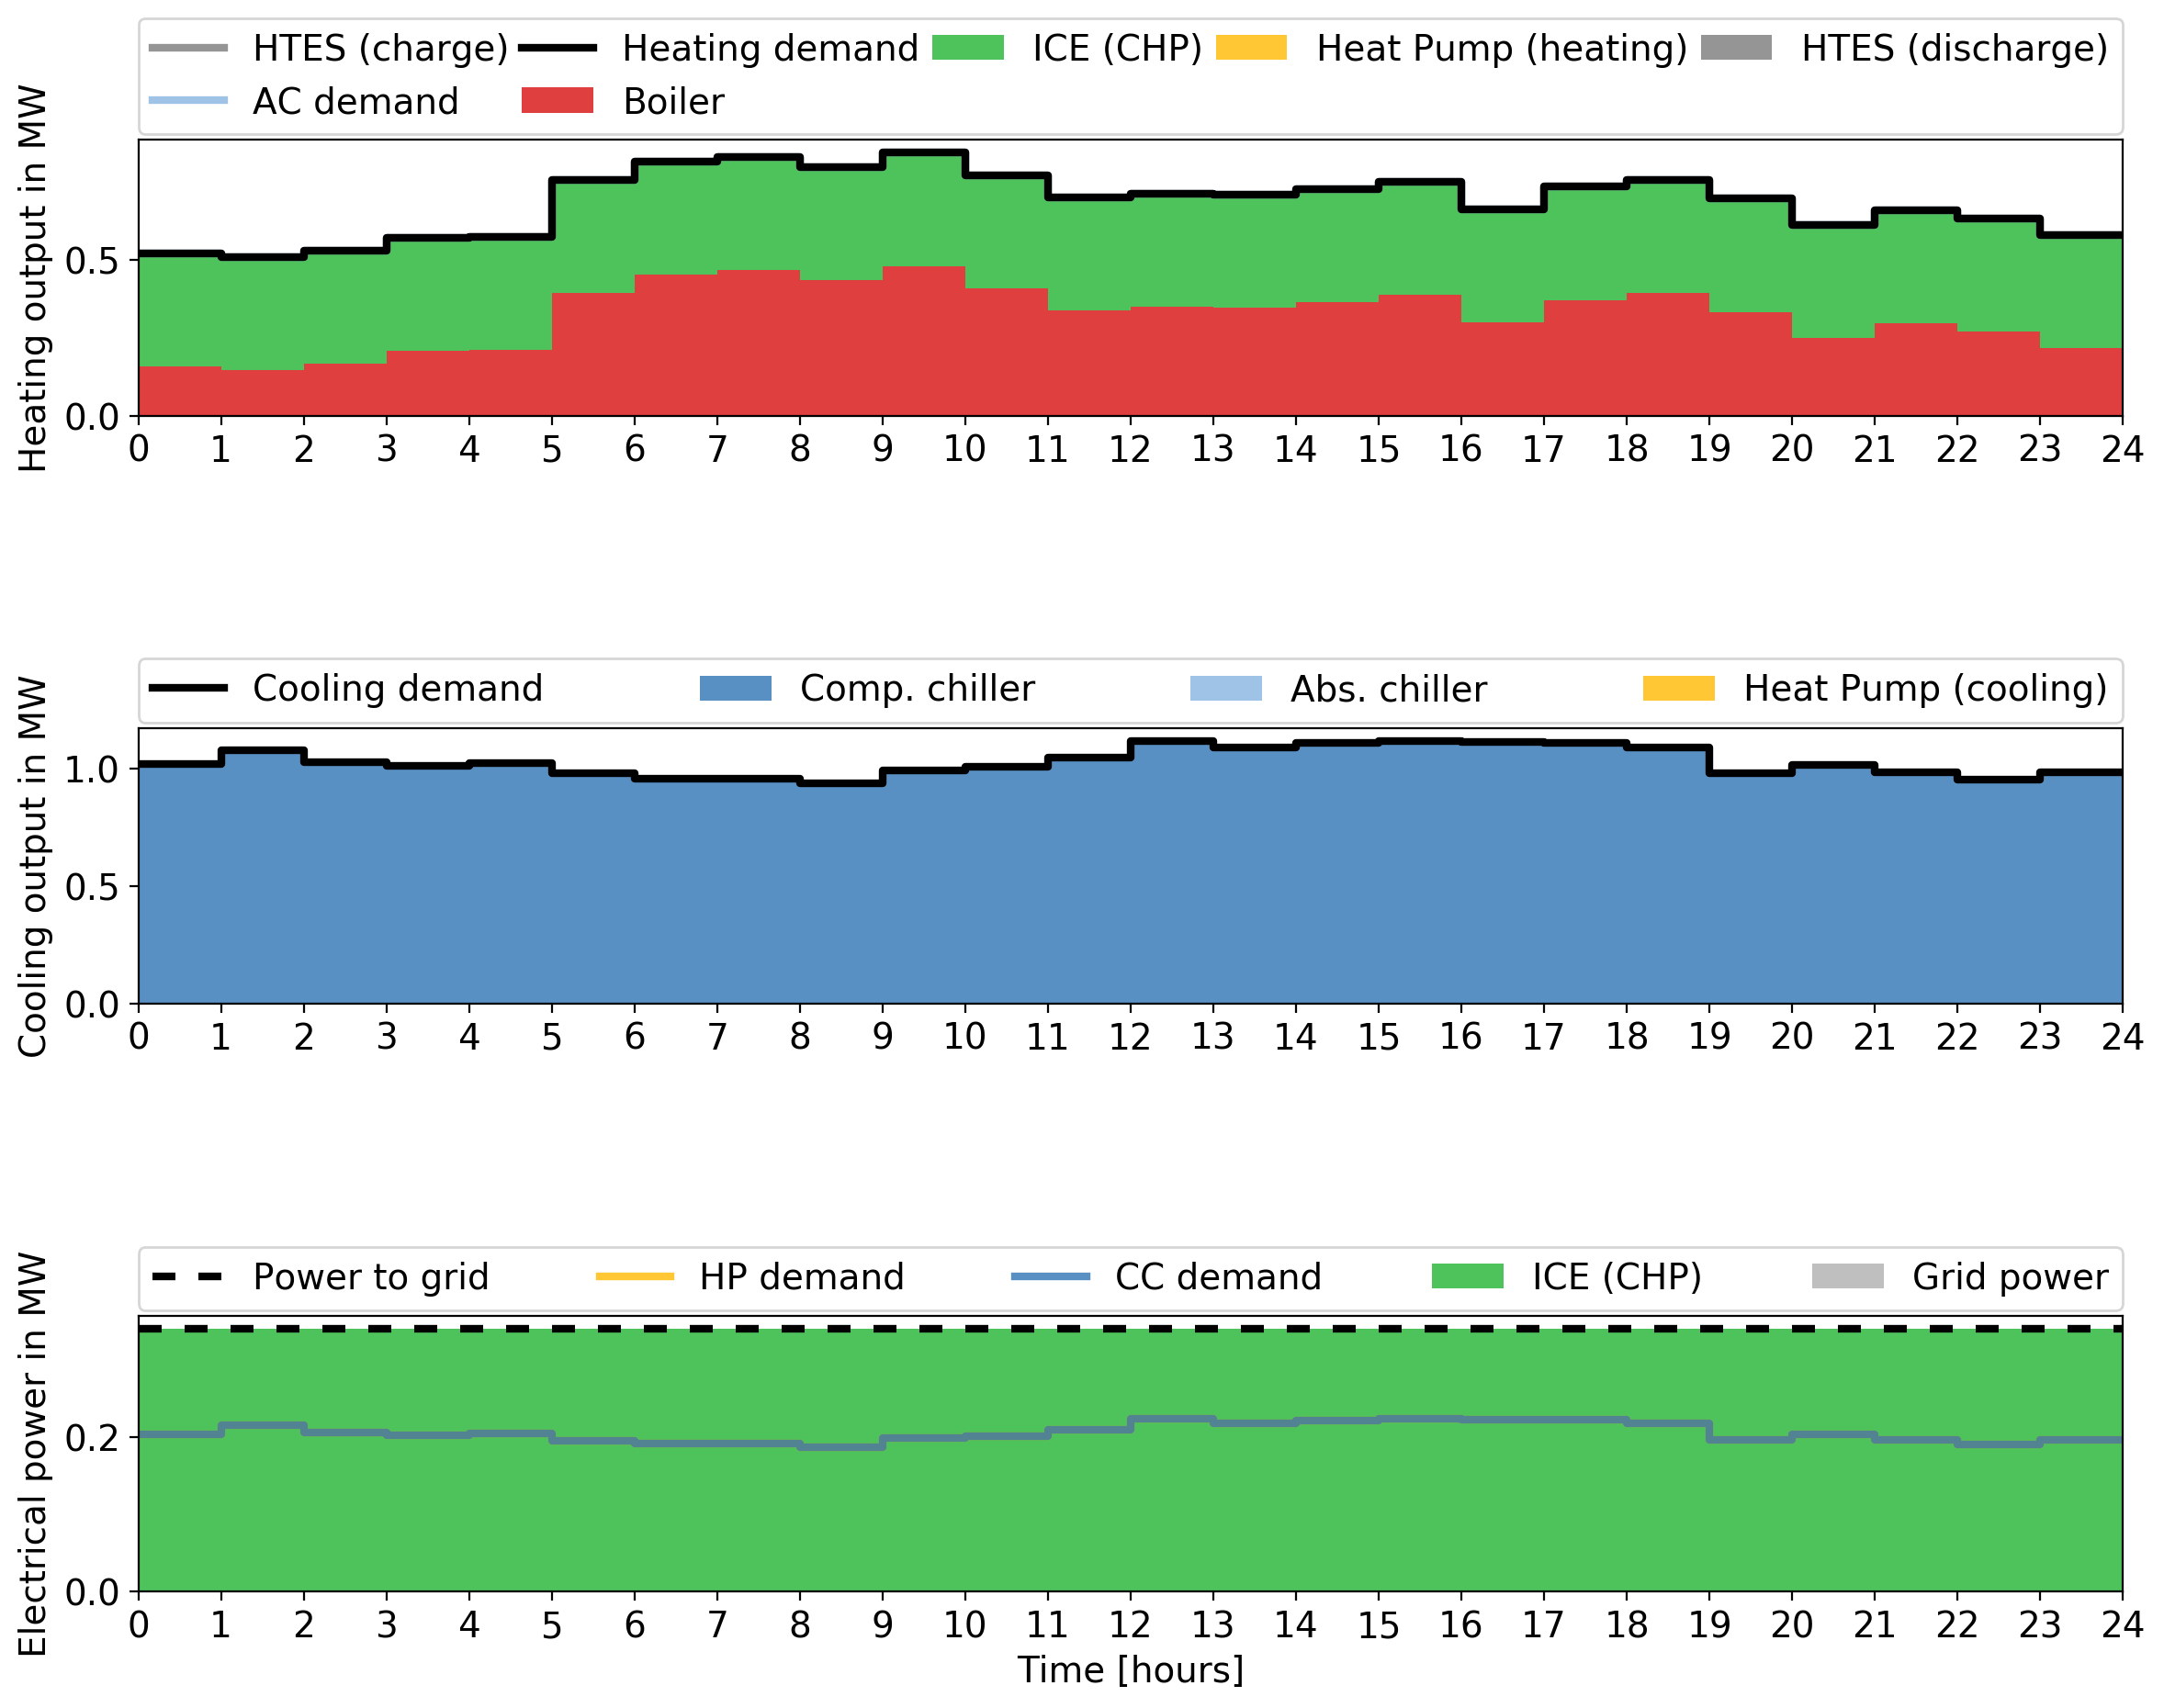 HTES (charge) Heating demand ICE (CHP) Heat Pump (heating) HTES (discharge)
AC demand Boiler
Heating output in MW
0.5
0.0
0 1 2 3 4 5 6 7 8 9 10 11 12 13 14 15 16 17 18 19 20 21 22 23 24
Cooling demand Comp. chiller Abs. chiller Heat Pump (cooling)
Cooling output in MW
1.0
0.5
0.0
0 1 2 3 4 5 6 7 8 9 10 11 12 13 14 15 16 17 18 19 20 21 22 23 24
Power to grid HP demand CC demand ICE (CHP) Grid power
Electrical power in MW
0.2
0.0
0 1 2 3 4 5 6 7 8 9 10 11 12 13 14 15 16 17 18 19 20 21 22 23 24
Time [hours]